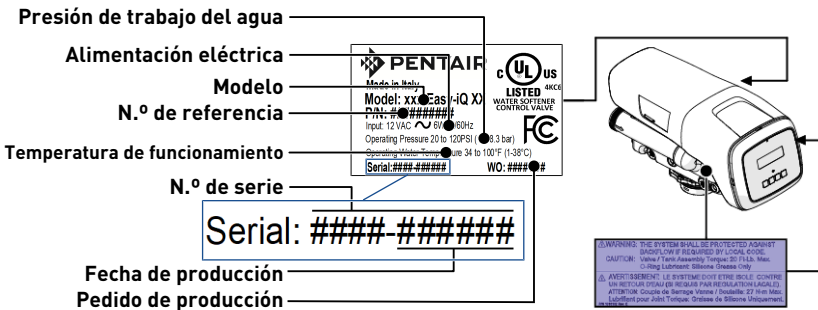 Presión de trabajo del agua
Alimentación eléctrica
Modelo
N.º de referencia
Temperatura de funcionamiento
N.º de serie
Fecha de producción
Pedido de producción
PENTAIR
Made in Italy
Model: xxx Easy-iQ XX
P/N: ##########
Input: 12 VAC ~ 6W /60Hz
Operating Pressure 20 to 120PSI ( 8.3 bar)
Operating Water Temperature 34 to 100°F (1-38°C)
Serial:####-######
WO: #######
C UL US
LISTED
4KC6
WATER SOFTENER
CONTROL VALVE
FC
Serial: ####-######
WARNING: THE SYSTEM SHALL BE PROTECTED AGAINST
BACKFLOW IF REQUIRED BY LOCAL CODE.
CAUTION: Valve / Tank Assembly Torque: 20 Ft-Lb. Max.
O-Ring Lubricant: Silicone Grease Only
AVERTISSEMENT: LE SYSTEME DOIT ETRE ISOLE CONTRE
UN RETOUR D'EAU (SI REQUIS PAR REGULATION LACALE).
ATTENTION: Couple de Serrage Vanne / Bouteille: 27 N-m Max.
Lubrifiant pour Joint Torique: Graisse de Silicone Uniquement.